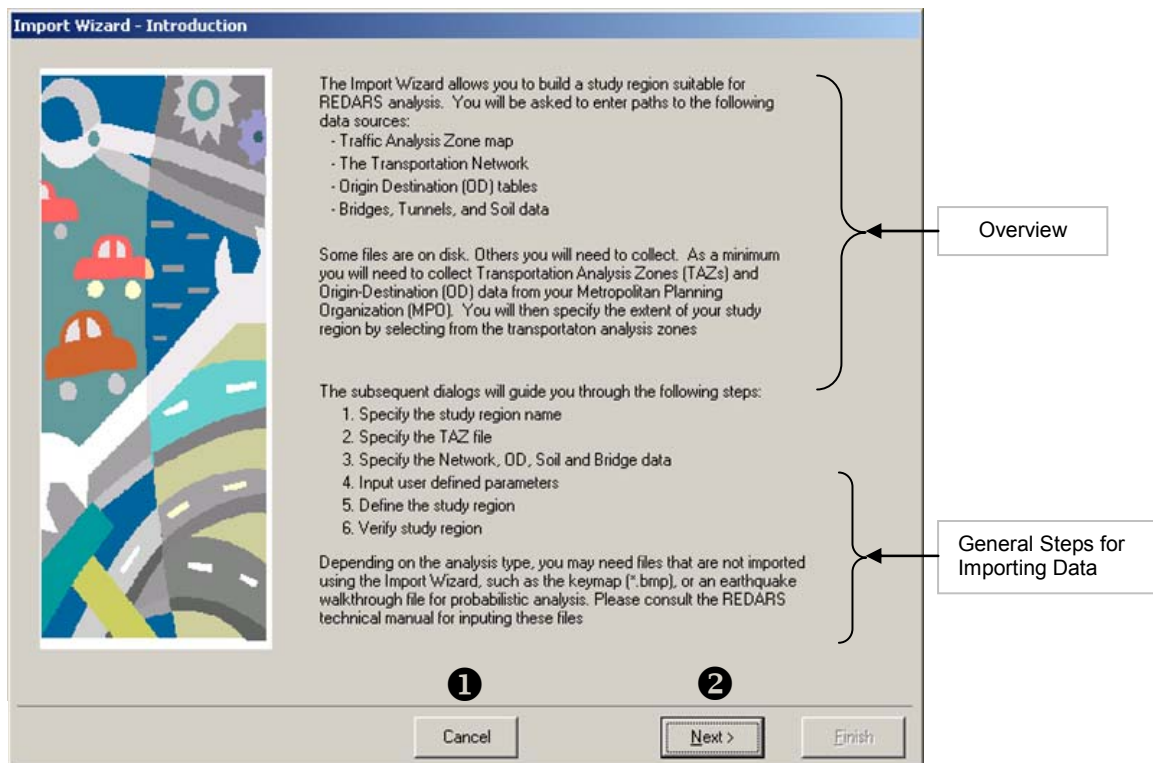 Import Wizard - Introduction
The Import Wizard allows you to build a study region suitable for
REDARS analysis. You will be asked to enter paths to the following
data sources:
- Traffic Analysis Zone map
- The Transportation Network
- Origin Destination (OD) tables
- Bridges, Tunnels, and Soil data
Some files are on disk. Others you will need to collect. As a minimum
you will need to collect Transportation Analysis Zones (TAZs) and
Origin-Destination (OD) data from your Metropolitan Planning
Organization (MPO). You will then specify the extent of your study
region by selecting from the transportaton analysis zones
The subsequent dialogs will guide you through the following steps:
1. Specify the study region name
2. Specify the TAZ file
3. Specify the Network, OD, Soil and Bridge data
4. Input user defined parameters
5. Define the study region
6. Verify study region
Depending on the analysis type, you may need files that are not imported
using the Import Wizard, such as the keymap (*.bmp), or an earthquake
walkthrough file for probabilistic analysis. Please consult the REDARS
technical manual for inputing these files
Overview
General Steps for
Importing Data
❶ ❷
Cancel Next > Finish